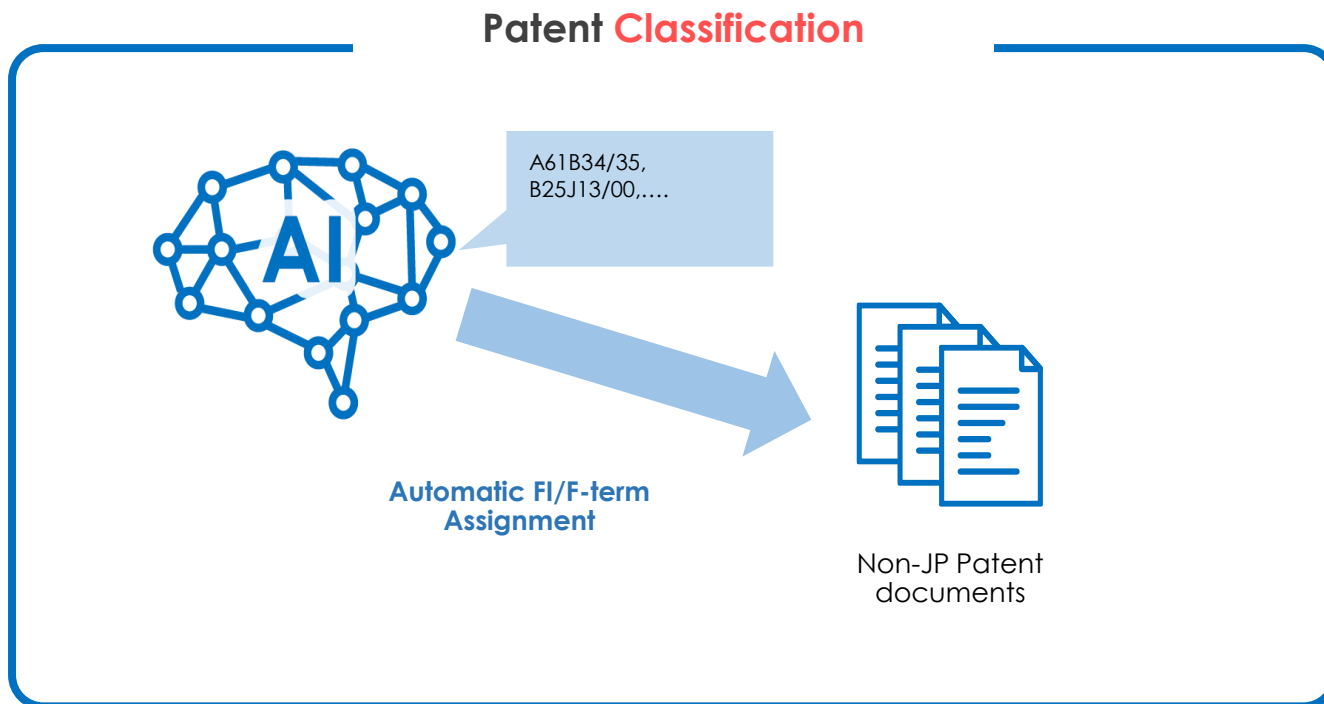 Patent Classification
A61B34/35,
B25J13/00,....
AI
Automatic FI/F-term
Assignment
Non-JP Patent
documents